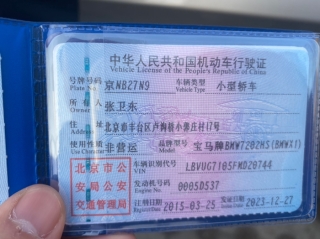 中华人民共和国机动车行驶证
Vehicle License of the People's Republic of China
号牌号码 京NB27N9 车辆类型 小型轿车
Plate No. Vehicle Type
所有人 张卫东
Owner
住址 北京市丰台区卢沟桥小张庄村17号
Address
使用性质 非营运 品牌型号 宝马牌BMW7202HS(BMWX1)
Use Character Model
北京市公安局公安交通管理局
车辆识别代号 LBVUG7105FMD20744
VIN
发动机号码 0005D537
Engine No.
注册日期 2015-03-25 发证日期 2023-12-27
Register Date Issue Date